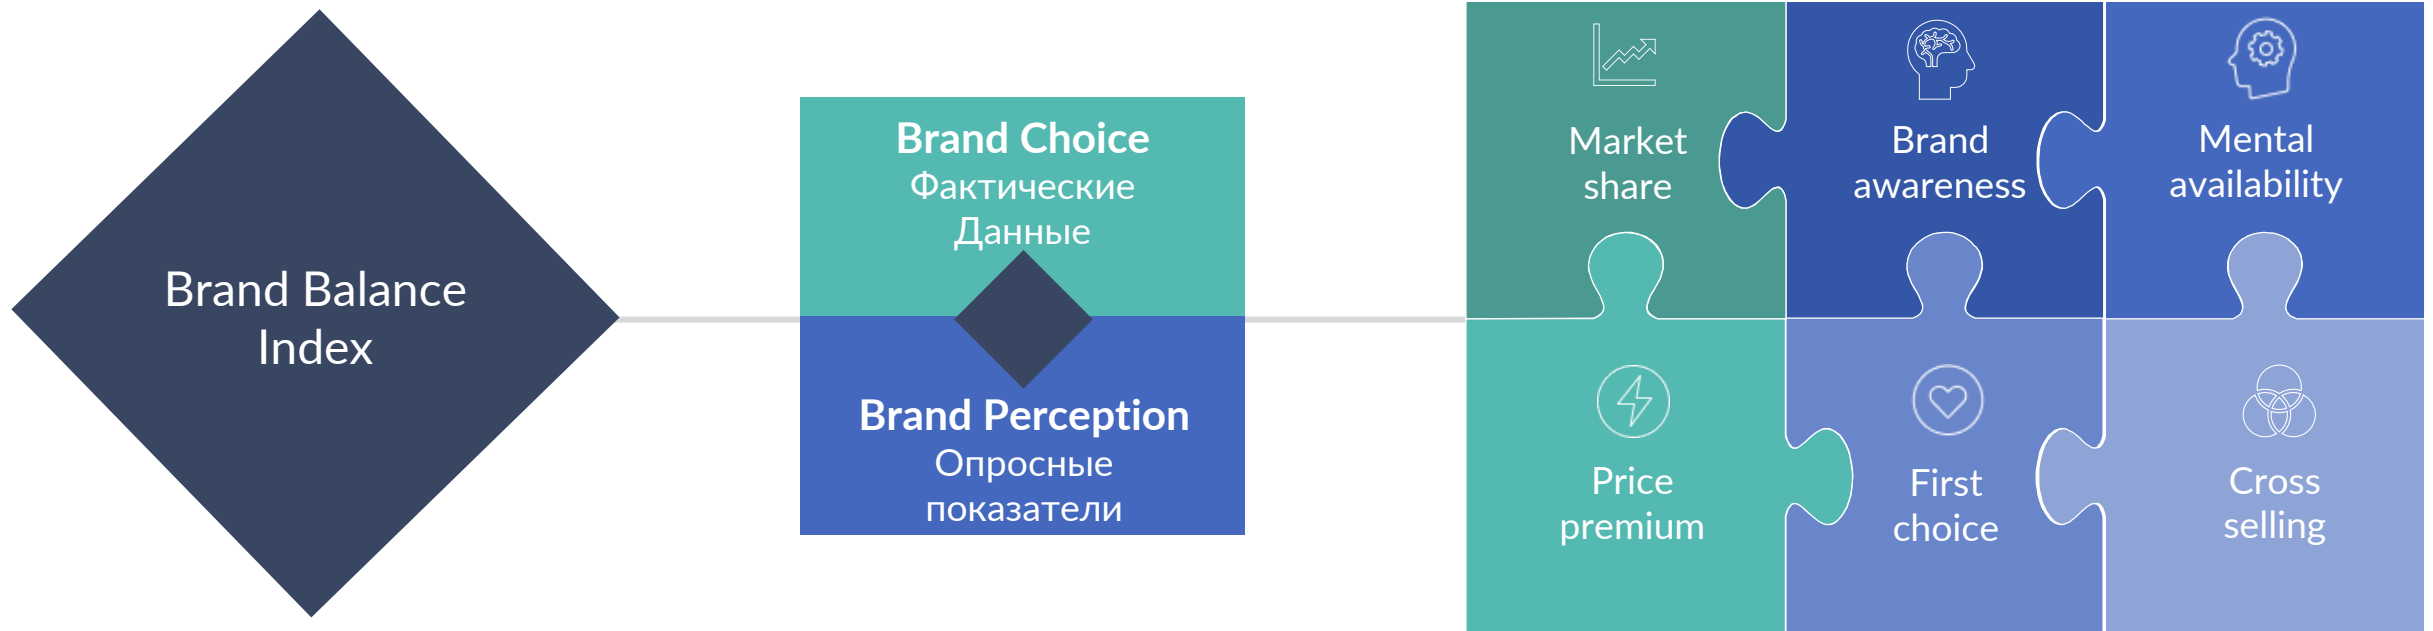 Brand Balance
Index
Brand Choice
Фактические
Данные
Brand Perception
Опросные
показатели
Market
share
Brand
awareness
Mental
availability
Price
premium
First
choice
Cross
selling